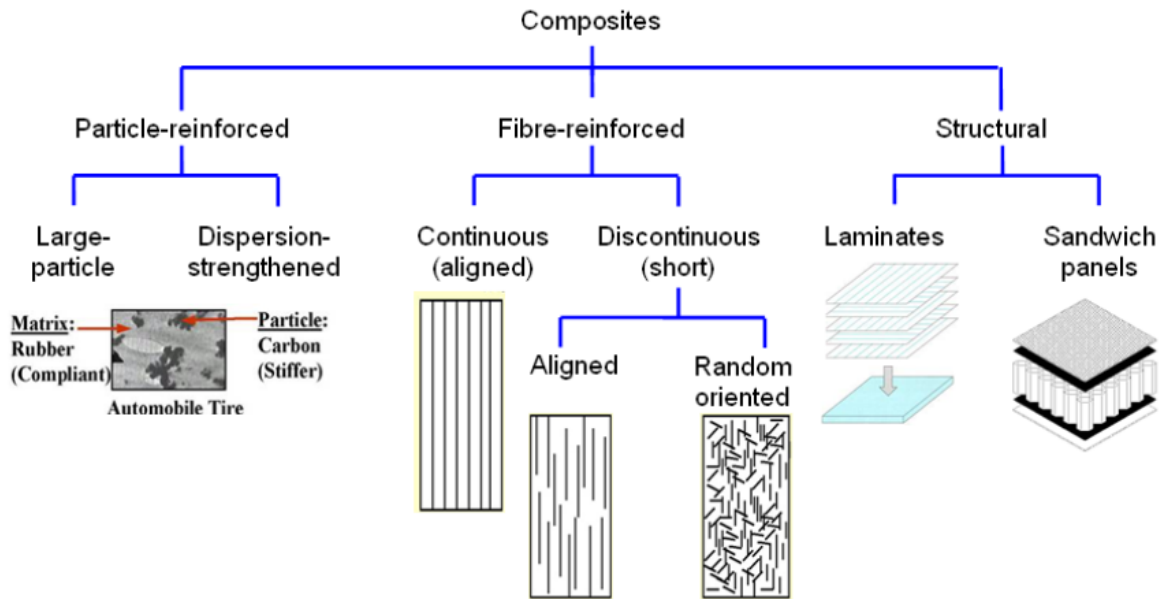 Composites
Particle-reinforced
Fibre-reinforced
Structural
Large-
particle
Dispersion-
strengthened
Continuous
(aligned)
Discontinuous
(short)
Laminates
Sandwich
panels
Matrix:
Rubber
(Compliant)
Particle:
Carbon
(Stiffer)
Automobile Tire
Aligned
Random
oriented